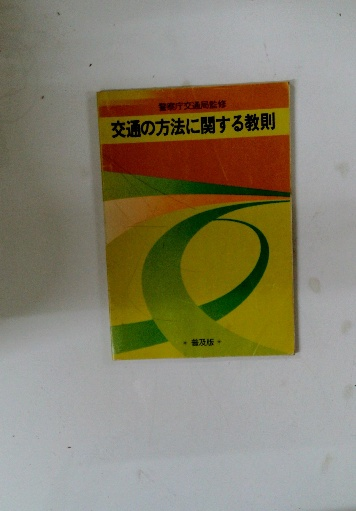 警察庁交通局監修
交通の方法に関する教則
• 普及版 •